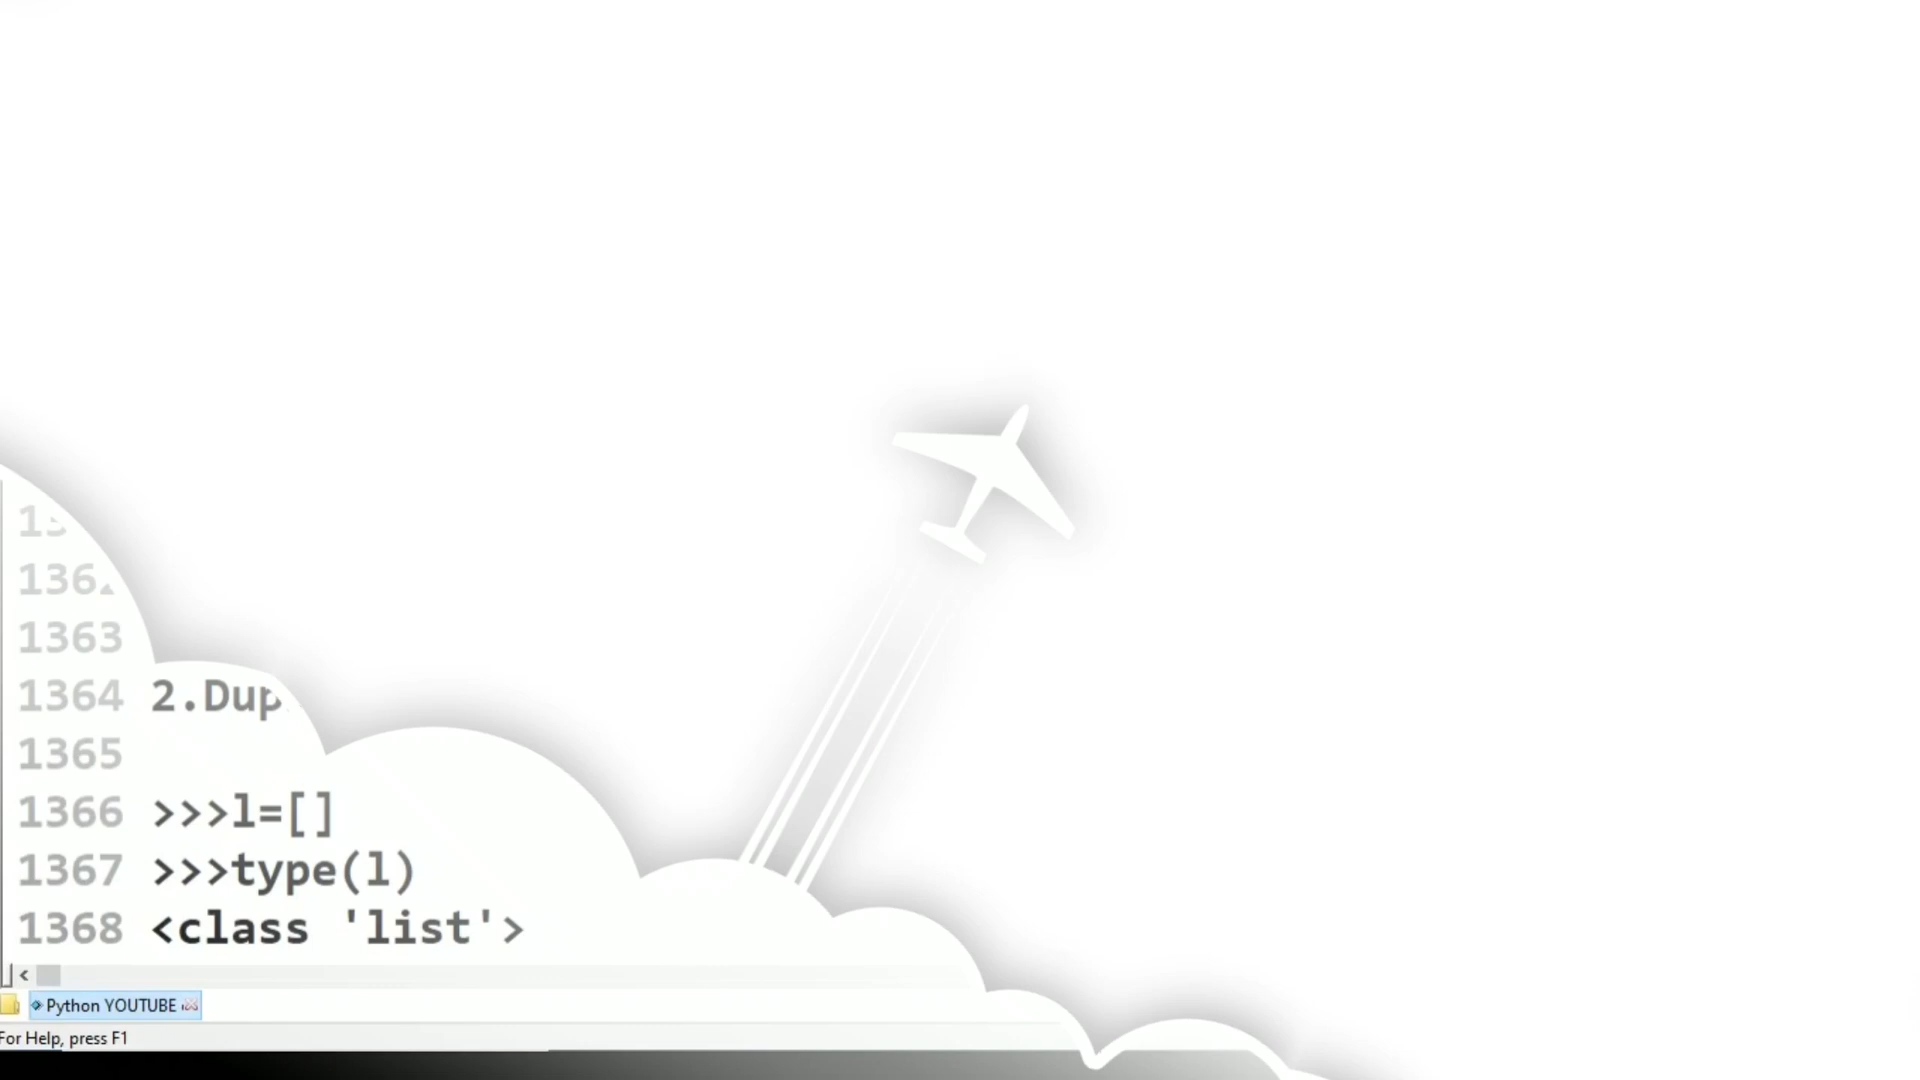 1363
1364 2.Dup
1365
1366 >>>l=[]
1367 >>>type(l)
1368 <class 'list'>
Python YOUTUBE
For Help, press F1